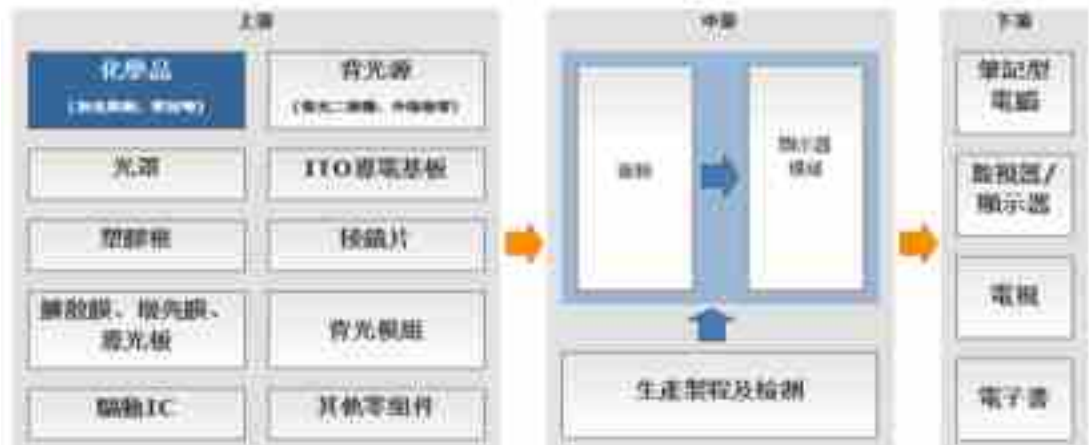 上游
中游
下游
化學品
背光源
光罩
ITO導電基板
塑膠框
稜鏡片
擴散膜、增亮膜、
導光板
背光模組
驅動IC
其他零組件
面板
顯示器
模組
生產製程及檢測
筆記型
電腦
監視器/
顯示器
電視
電子書